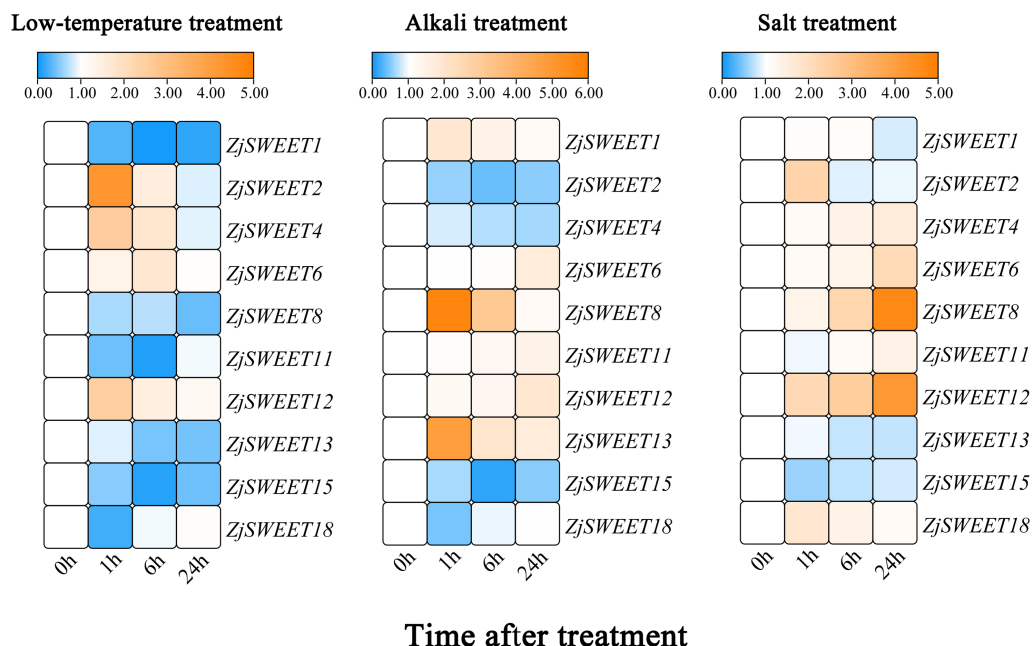 Low-temperature treatment
0.00 1.00 2.00 3.00 4.00 5.00
ZjSWEET1
ZjSWEET2
ZjSWEET4
ZjSWEET6
ZjSWEET8
ZjSWEET11
ZjSWEET12
ZjSWEET13
ZjSWEET15
ZjSWEET18
0h 1h 6h 24h
Alkali treatment
0.00 1.00 2.00 3.00 4.00 5.00 6.00
ZjSWEET1
ZjSWEET2
ZjSWEET4
ZjSWEET6
ZjSWEET8
ZjSWEET11
ZjSWEET12
ZjSWEET13
ZjSWEET15
ZjSWEET18
0h 1h 6h 24h
Salt treatment
0.00 1.00 2.00 3.00 4.00 5.00
ZjSWEET1
ZjSWEET2
ZjSWEET4
ZjSWEET6
ZjSWEET8
ZjSWEET11
ZjSWEET12
ZjSWEET13
ZjSWEET15
ZjSWEET18
0h 1h 6h 24h
Time after treatment